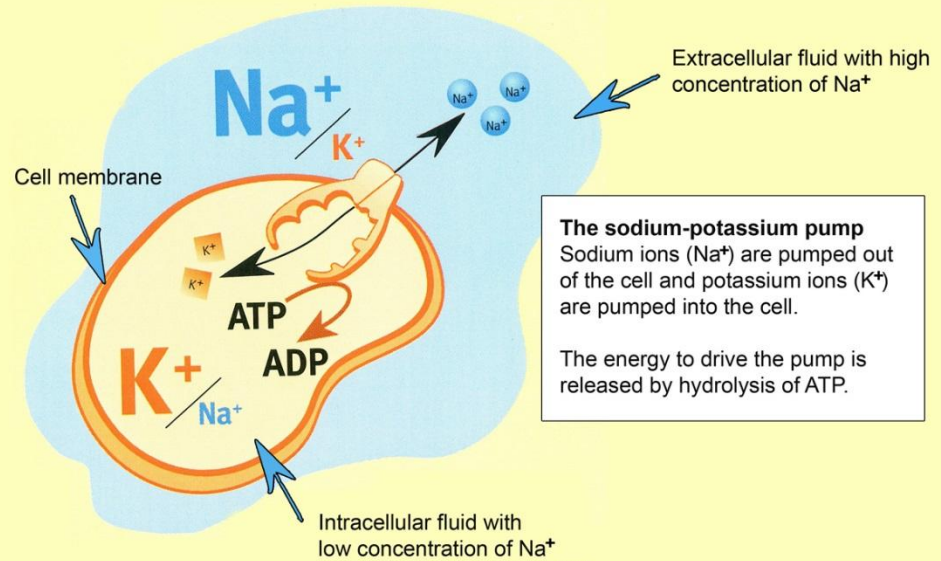 Na+
K+
Na+
Na+
Na+
Extracellular fluid with high
concentration of Na+
Cell membrane
K+
K+
ATP
ADP
K+
Na+
The sodium-potassium pump
Sodium ions (Na+) are pumped out
of the cell and potassium ions (K+)
are pumped into the cell.
The energy to drive the pump is
released by hydrolysis of ATP.
Intracellular fluid with
low concentration of Na+